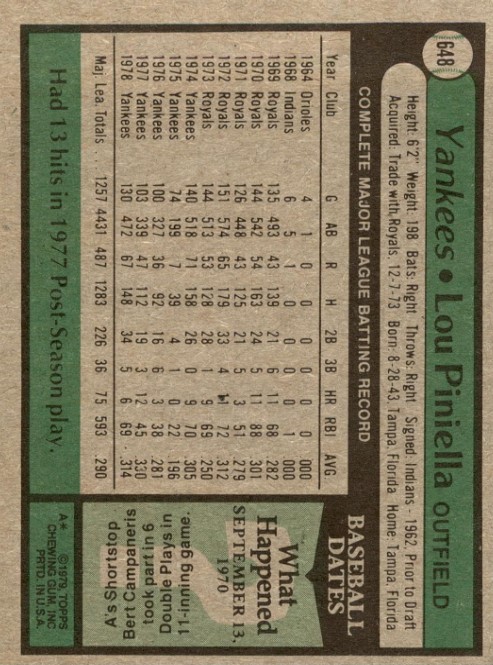 648
Yankees • Lou Piniella OUTFIELD
Height: 6'2" Weight: 198 Bats: Right Throws: Right Signed: Indians - 1962, Prior to Draft
Acquired: Trade with Royals, 12-7-73 Born: 8-28-43, Tampa, Florida Home: Tampa, Florida
COMPLETE MAJOR LEAGUE BATTING RECORD
Year Club G AB R H 2B 3B HR RBI AVG
1964 Orioles 4 1 0 0 0 0 0 0 .000
1968 Indians 6 5 1 0 0 0 0 1 .000
1969 Royals 135 493 43 139 21 6 11 68 .282
1970 Royals 144 542 54 163 24 5 11 88 .301
1971 Royals 126 448 43 125 21 5 3 51 .279
1972 Royals 151 574 65 179 33 4 11 72 .312
1973 Royals 144 513 53 128 28 1 9 69 .250
1974 Yankees 140 518 71 158 26 0 9 70 .305
1975 Yankees 74 199 7 39 4 1 0 22 .196
1976 Yankees 100 327 36 92 16 6 3 38 .281
1977 Yankees 103 339 47 112 19 3 12 45 .330
1978 Yankees 130 472 67 148 34 5 6 69 .314
Maj. Lea. Totals 1257 4431 487 1283 226 36 75 593 .290
Had 13 hits in 1977 Post-Season play.
BASEBALL
DATES
What
Happened
SEPTEMBER 13,
1970
A's Shortstop
Bert Campaneris
took part in 6
Double Plays in
11-inning game.
A* ©1979, TOPPS
CHEWING GUM, INC
PRTD. IN U.S.A.